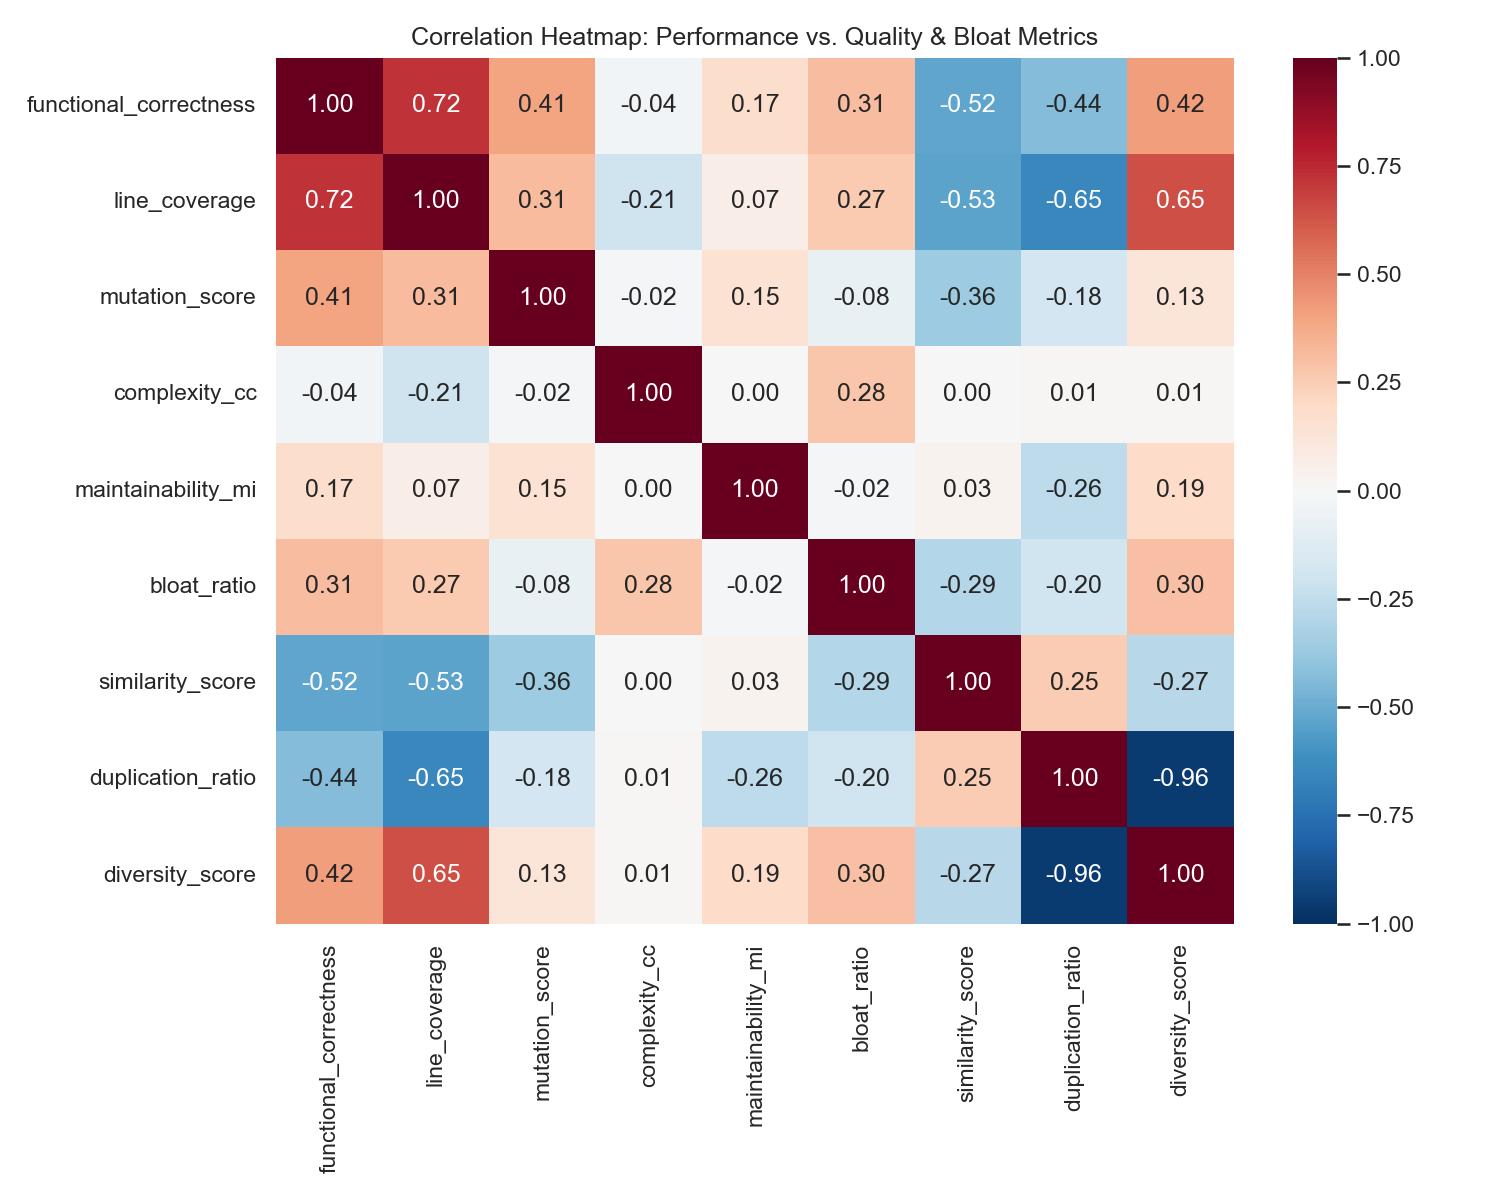 Correlation Heatmap: Performance vs. Quality & Bloat Metrics
functional_correctness 1.00 0.72 0.41 -0.04 0.17 0.31 -0.52 -0.44 0.42
line_coverage 0.72 1.00 0.31 -0.21 0.07 0.27 -0.53 -0.65 0.65
mutation_score 0.41 0.31 1.00 -0.02 0.15 -0.08 -0.36 -0.18 0.13
complexity_cc -0.04 -0.21 -0.02 1.00 0.00 0.28 0.00 0.01 0.01
maintainability_mi 0.17 0.07 0.15 0.00 1.00 -0.02 0.03 -0.26 0.19
bloat_ratio 0.31 0.27 -0.08 0.28 -0.02 1.00 -0.29 -0.20 0.30
similarity_score -0.52 -0.53 -0.36 0.00 0.03 -0.29 1.00 0.25 -0.27
duplication_ratio -0.44 -0.65 -0.18 0.01 -0.26 -0.20 0.25 1.00 -0.96
diversity_score 0.42 0.65 0.13 0.01 0.19 0.30 -0.27 -0.96 1.00
functional_correctness
line_coverage
mutation_score
complexity_cc
maintainability_mi
bloat_ratio
similarity_score
duplication_ratio
diversity_score
1.00
0.75
0.50
0.25
0.00
−0.25
−0.50
−0.75
−1.00